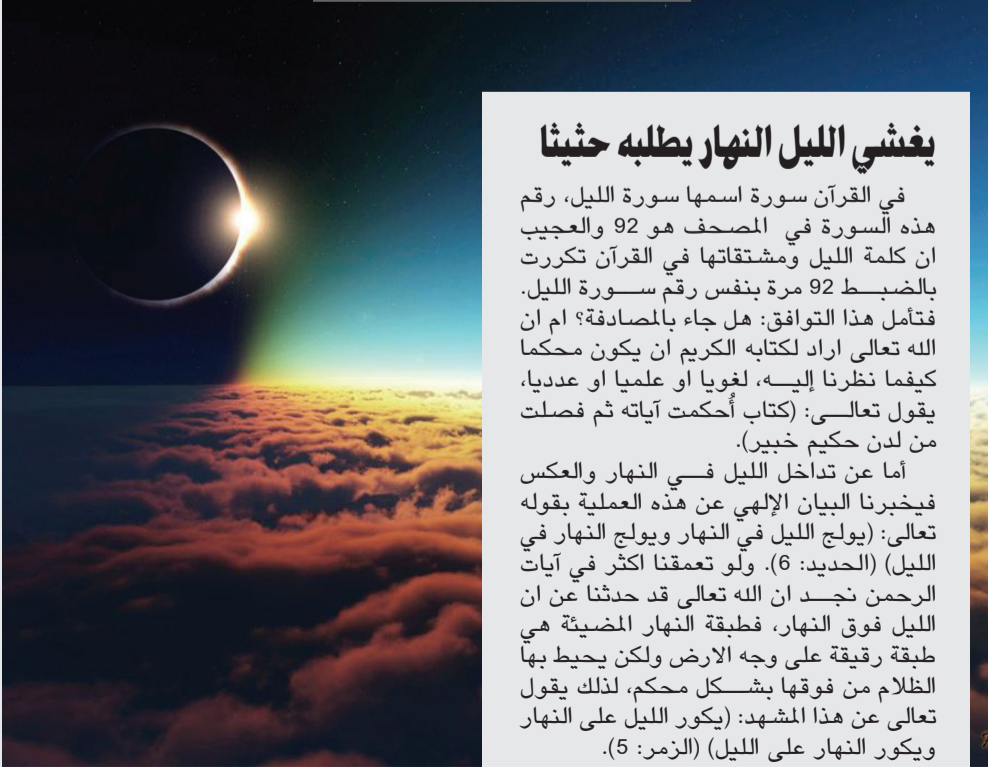 يغشي الليل النهار يطلبه حثيثا
في القرآن سورة اسمها سورة الليل، رقم
هذه السورة في المصحف هو 92 والعجيب
ان كلمة الليل ومشتقاتها في القرآن تكررت
بالضبـــط 92 مرة بنفس رقم ســـورة الليل.
فتأمل هذا التوافق: هل جاء بالمصادفة؟ ام ان
الله تعالى اراد لكتابه الكريم ان يكون محكما
كيفما نظرنا إليـــه، لغويا او علميا او عدديا،
يقول تعالـــى: (كتاب أُحكمت آياته ثم فصلت
من لدن حكيم خبير).
أما عن تداخل الليل فـــي النهار والعكس
فيخبرنا البيان الإلهي عن هذه العملية بقوله
تعالى: (يولج الليل في النهار ويولج النهار في
الليل) (الحديد: 6). ولو تعمقنا اكثر في آيات
الرحمن نجـــد ان الله تعالى قد حدثنا عن ان
الليل فوق النهار، فطبقة النهار المضيئة هي
طبقة رقيقة على وجه الارض ولكن يحيط بها
الظلام من فوقها بشـــكل محكم، لذلك يقول
تعالى عن هذا المشهد: (يكور الليل على النهار
ويكور النهار على الليل) (الزمر: 5).